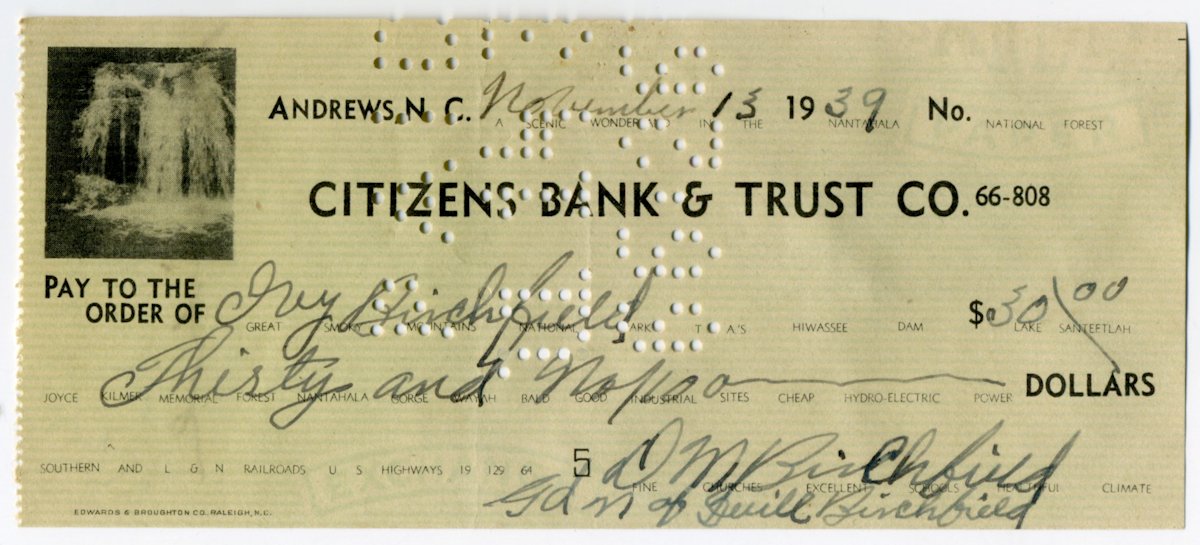 ANDREWS, N. C. November 13 1939 No.
A SCENIC WONDERLAND IN THE NANTAHALA NATIONAL FOREST
CITIZENS BANK & TRUST CO. 66-808
PAY TO THE
ORDER OF Ivy Birchfield $30 00
GREAT SMOKY MOUNTAINS NATIONAL PARK T V A.'S HIWASSEE DAM LAKE SANTEETLAH
Thirty and No/00 DOLLARS
JOYCE KILMER MEMORIAL FOREST NANTAHALA GORGE WAYAH BALD GOOD INDUSTRIAL SITES CHEAP HYDRO-ELECTRIC POWER
5 D M Birchfield
SOUTHERN AND L & N RAILROADS U S HIGHWAYS 19 129 64 FINE CHURCHES EXCELLENT SCHOOLS HEALTHFUL CLIMATE
Gdn of Birchfield
EDWARDS & BROUGHTON CO. RALEIGH, N.C.